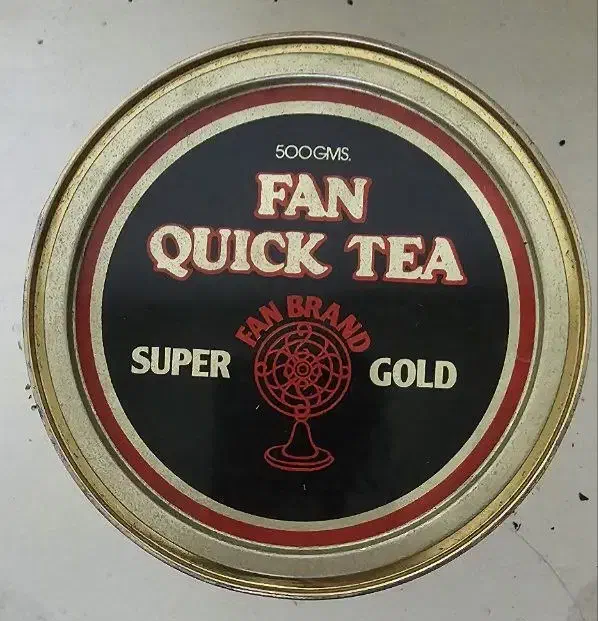 500GMS.
FAN
QUICK TEA
FAN BRAND
SUPER GOLD